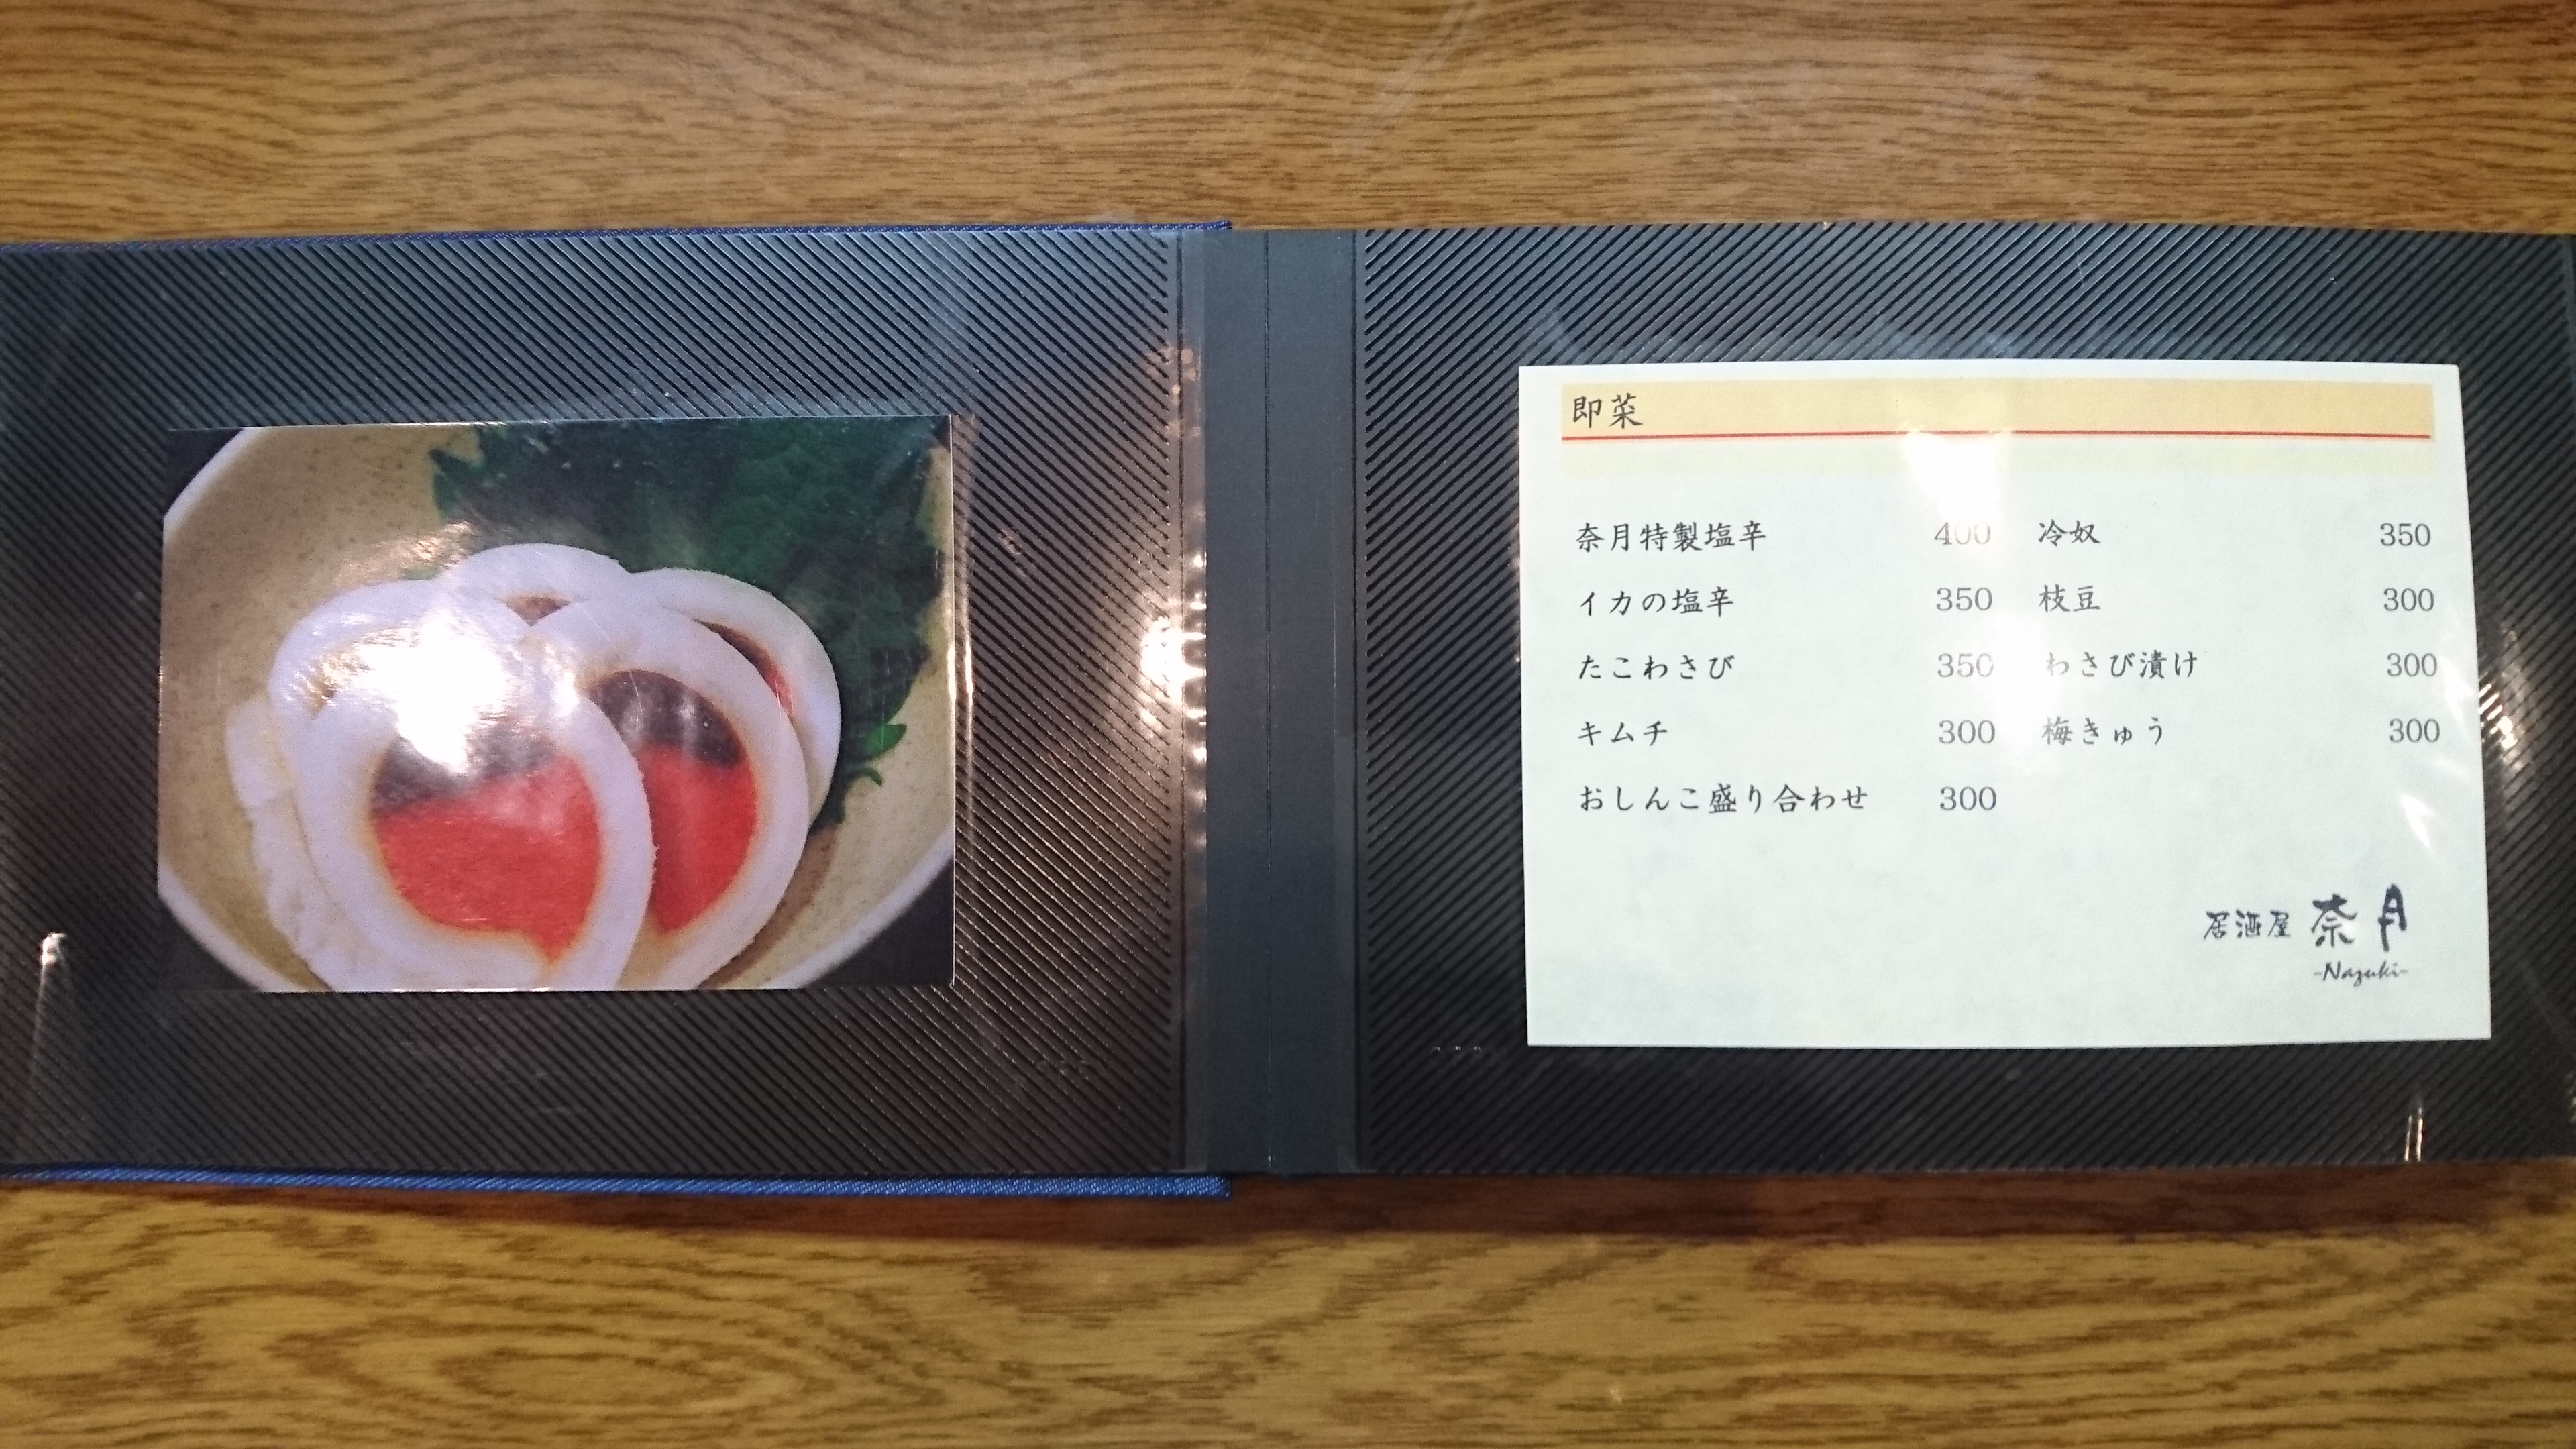 即菜
奈月特製塩辛 400
イカの塩辛 350
たこわさび 350
キムチ 300
おしんこ盛り合わせ 300
冷奴 350
枝豆 300
わさび漬け 300
梅きゅう 300
居酒屋 奈月
-Nazuki-